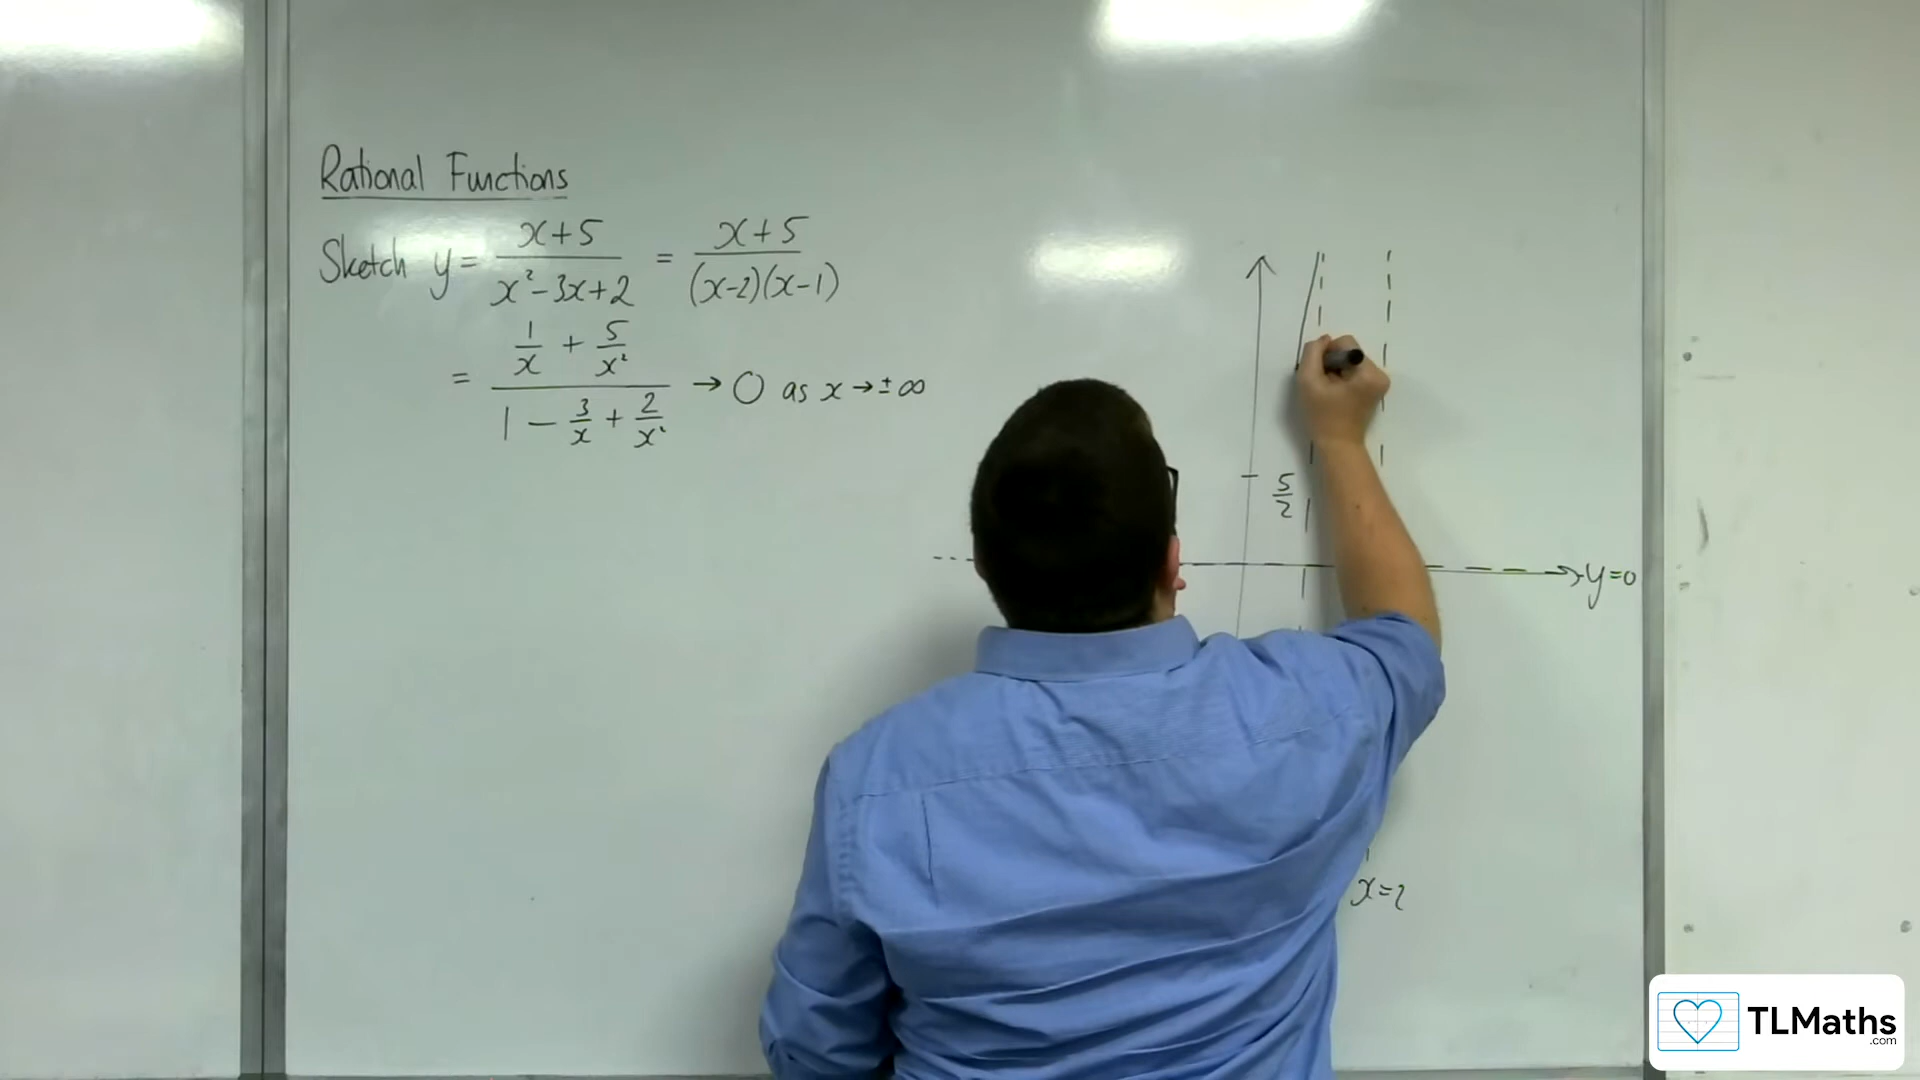 Rational Functions
Sketch y = x+5 / x²-3x+2 = x+5 / (x-2)(x-1)
= 1/x + 5/x² / 1 - 3/x + 2/x² → 0 as x → ± ∞
5/2
y=0
x=2
TLMaths
.com